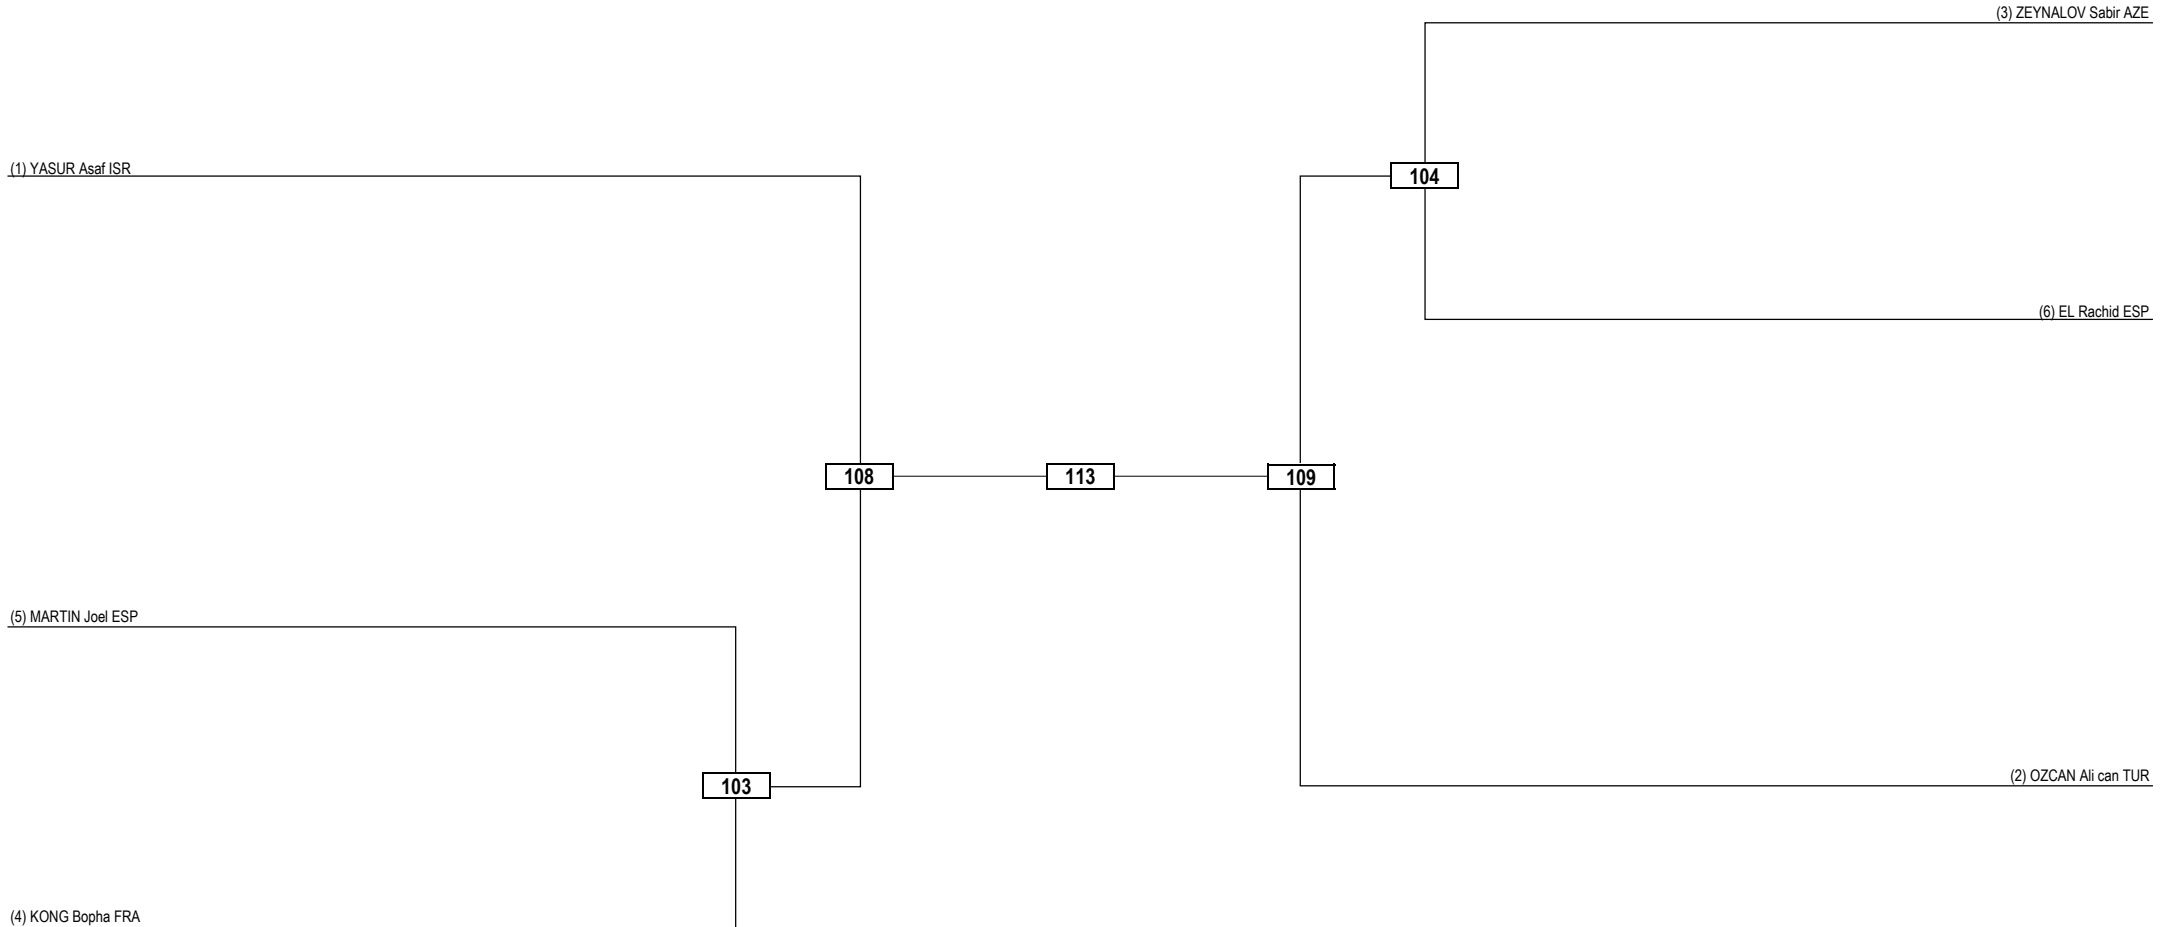 (3) ZEYNALOV Sabir AZE
(1) YASUR Asaf ISR
104
(6) EL Rachid ESP
108
113
109
(5) MARTIN Joel ESP
103
(2) OZCAN Ali can TUR
(4) KONG Bopha FRA